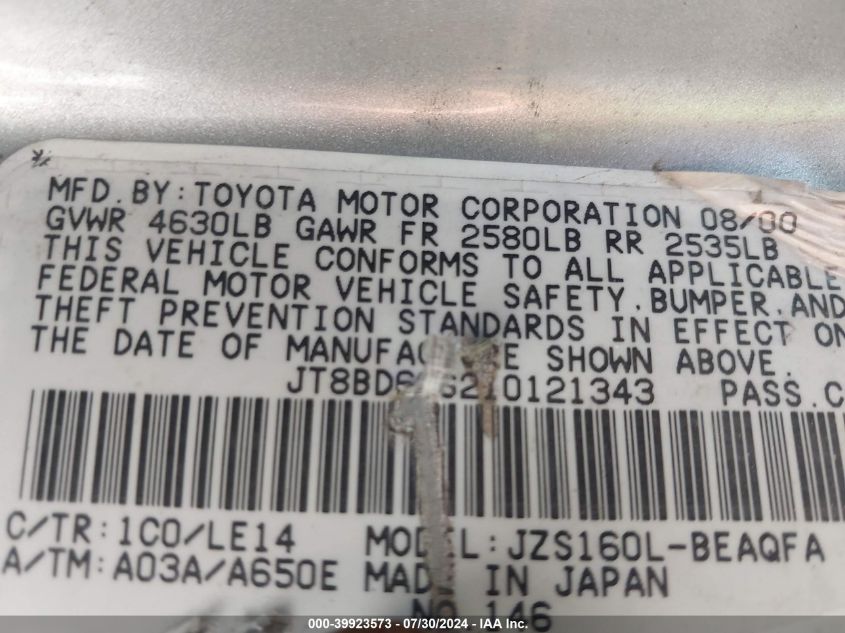 MFD. BY: TOYOTA MOTOR CORPORATION 08/00
GVWR 4630LB GAWR FR 2580LB RR 2535LB
THIS VEHICLE CONFORMS TO ALL APPLICABLE
FEDERAL MOTOR VEHICLE SAFETY, BUMPER, AND
THEFT PREVENTION STANDARDS IN EFFECT ON
THE DATE OF MANUFAC E SHOWN ABOVE.
PASS. C
C/TR: 1C0/LE14 MODEL: JZS160L-BEAQFA
A/TM: A03A/A650E MADE IN JAPAN
NO. 146
000-39923573 - 07/30/2024 - IAA Inc.